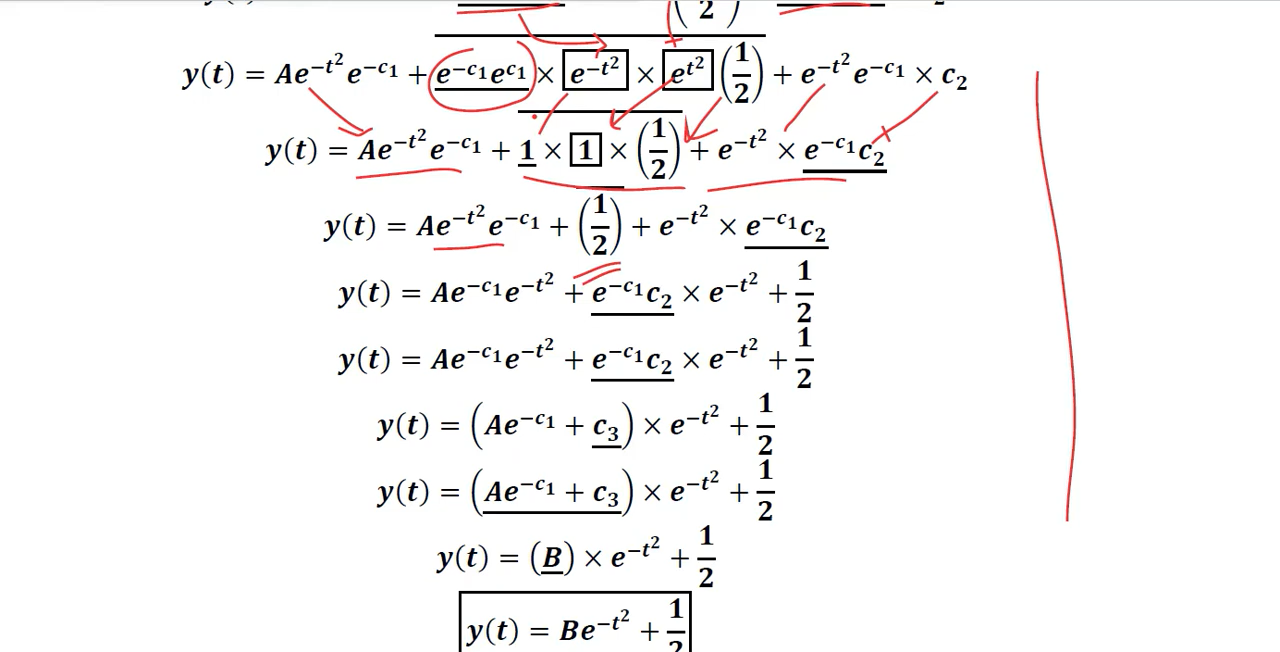 2
y(t) = Ae^{-t^2}e^{-c_1} + e^{-c_1}e^{c_1} × e^{-t^2} × e^{t^2}(1/2) + e^{-t^2}e^{-c_1} × c_2
y(t) = Ae^{-t^2}e^{-c_1} + 1 × 1 × (1/2) + e^{-t^2} × e^{-c_1}c_2
y(t) = Ae^{-t^2}e^{-c_1} + (1/2) + e^{-t^2} × e^{-c_1}c_2
y(t) = Ae^{-c_1}e^{-t^2} + e^{-c_1}c_2 × e^{-t^2} + 1/2
y(t) = Ae^{-c_1}e^{-t^2} + e^{-c_1}c_2 × e^{-t^2} + 1/2
y(t) = (Ae^{-c_1} + c_3) × e^{-t^2} + 1/2
y(t) = (Ae^{-c_1} + c_3) × e^{-t^2} + 1/2
y(t) = (B) × e^{-t^2} + 1/2
y(t) = Be^{-t^2} + 1/2